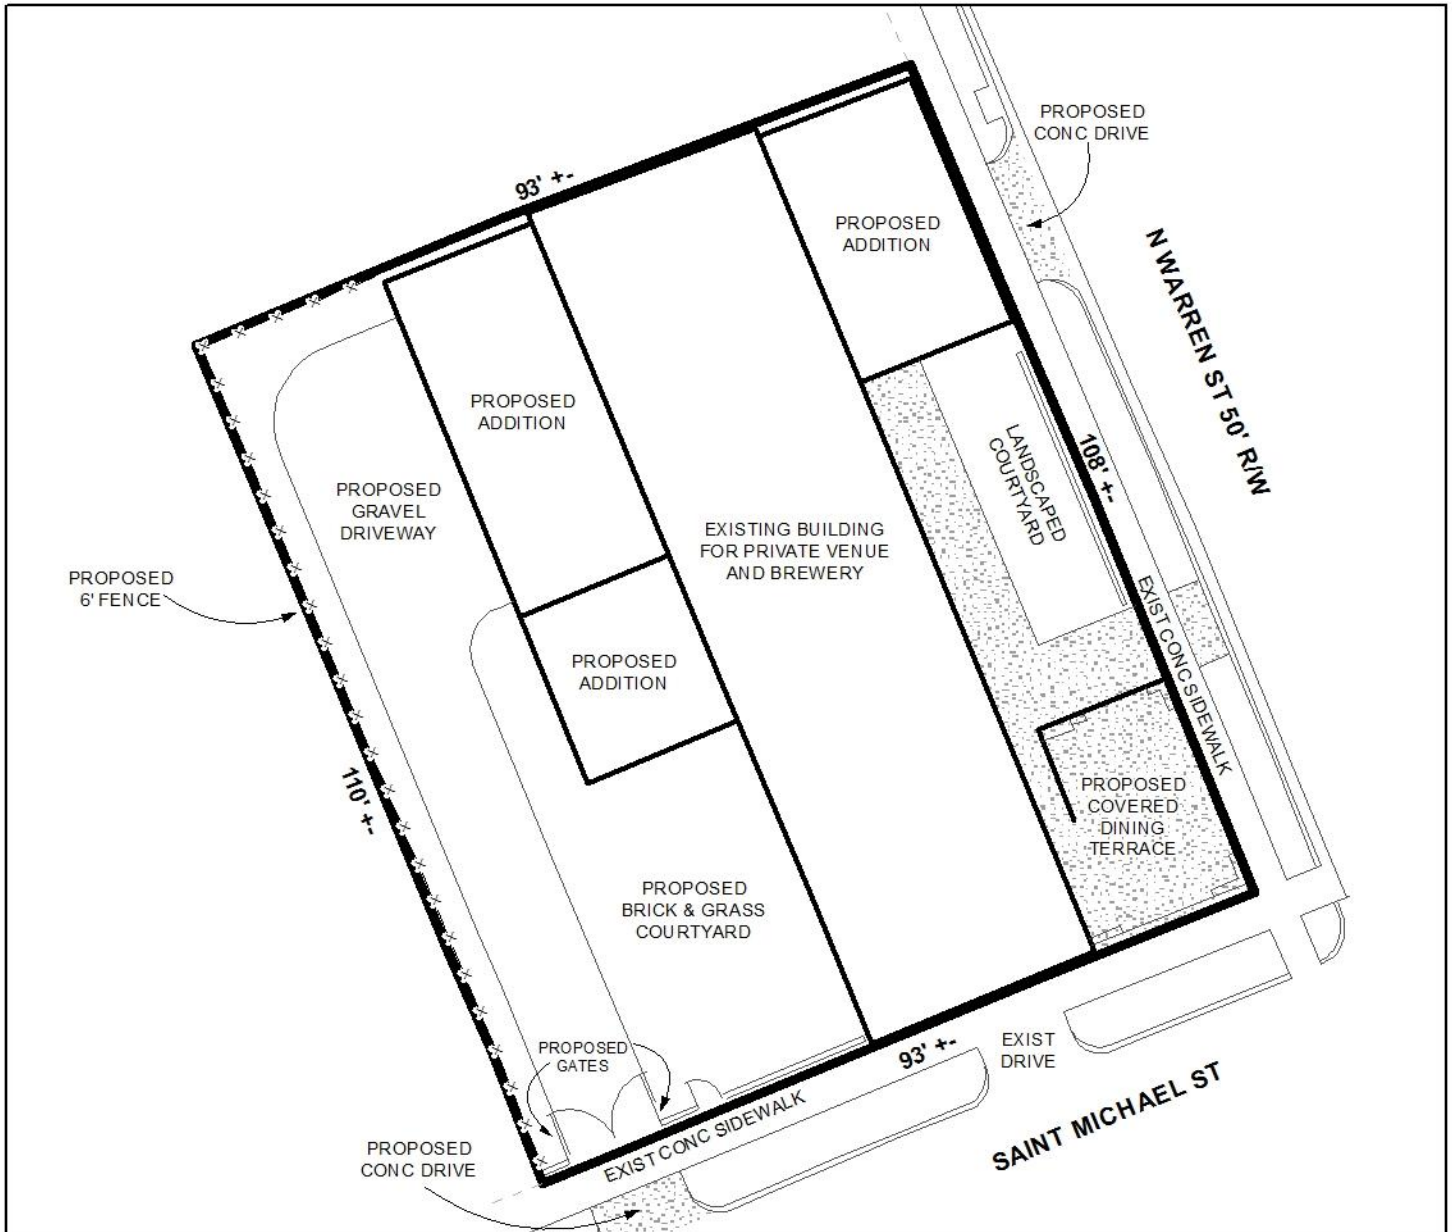 PROPOSED
CONC DRIVE
93' +-
PROPOSED
ADDITION
N WARREN ST 50' R/W
PROPOSED
ADDITION
LANDSCAPED
COURTYARD
108' +-
PROPOSED
GRAVEL
DRIVEWAY
EXISTING BUILDING
FOR PRIVATE VENUE
AND BREWERY
PROPOSED
6' FENCE
EXIST CONC SIDEWALK
PROPOSED
ADDITION
110' +-
PROPOSED
COVERED
DINING
TERRACE
PROPOSED
BRICK & GRASS
COURTYARD
PROPOSED
GATES
93' +-
EXIST
DRIVE
SAINT MICHAEL ST
EXIST CONC SIDEWALK
PROPOSED
CONC DRIVE